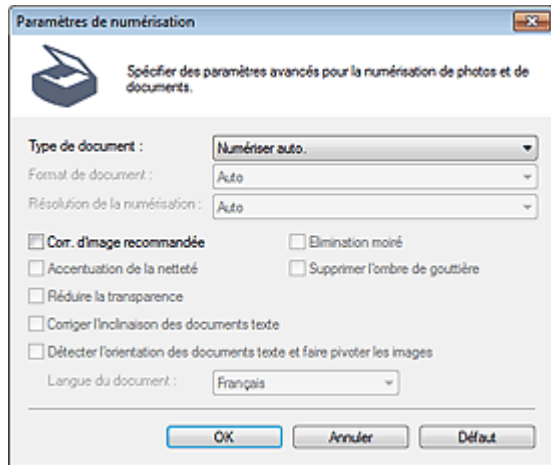 Paramètres de numérisation
Spécifier des paramètres avancés pour la numérisation de photos et de
documents.
Type de document : Numériser auto.
Format de document : Auto
Résolution de la numérisation : Auto
Corr. d'image recommandée Elimination moiré
Accentuation de la netteté Supprimer l'ombre de gouttière
Réduire la transparence
Corriger l'inclinaison des documents texte
Détecter l'orientation des documents texte et faire pivoter les images
Langue du document : Français
OK Annuler Défaut